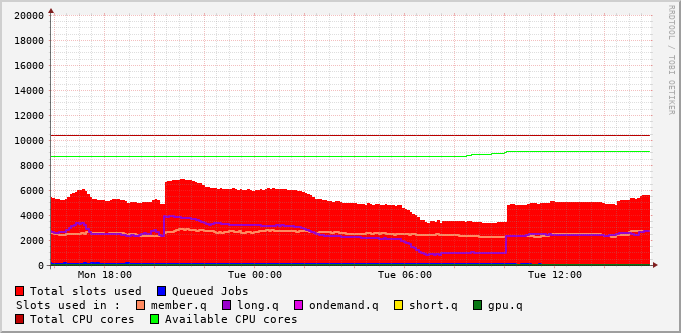 20000
18000
16000
14000
12000
10000
8000
6000
4000
2000
0
Mon 18:00 Tue 00:00 Tue 06:00 Tue 12:00
RRDTOOL / TOBI OETIKER
Total slots used Queued Jobs
Slots used in : member.q long.q ondemand.q short.q gpu.q
Total CPU cores Available CPU cores